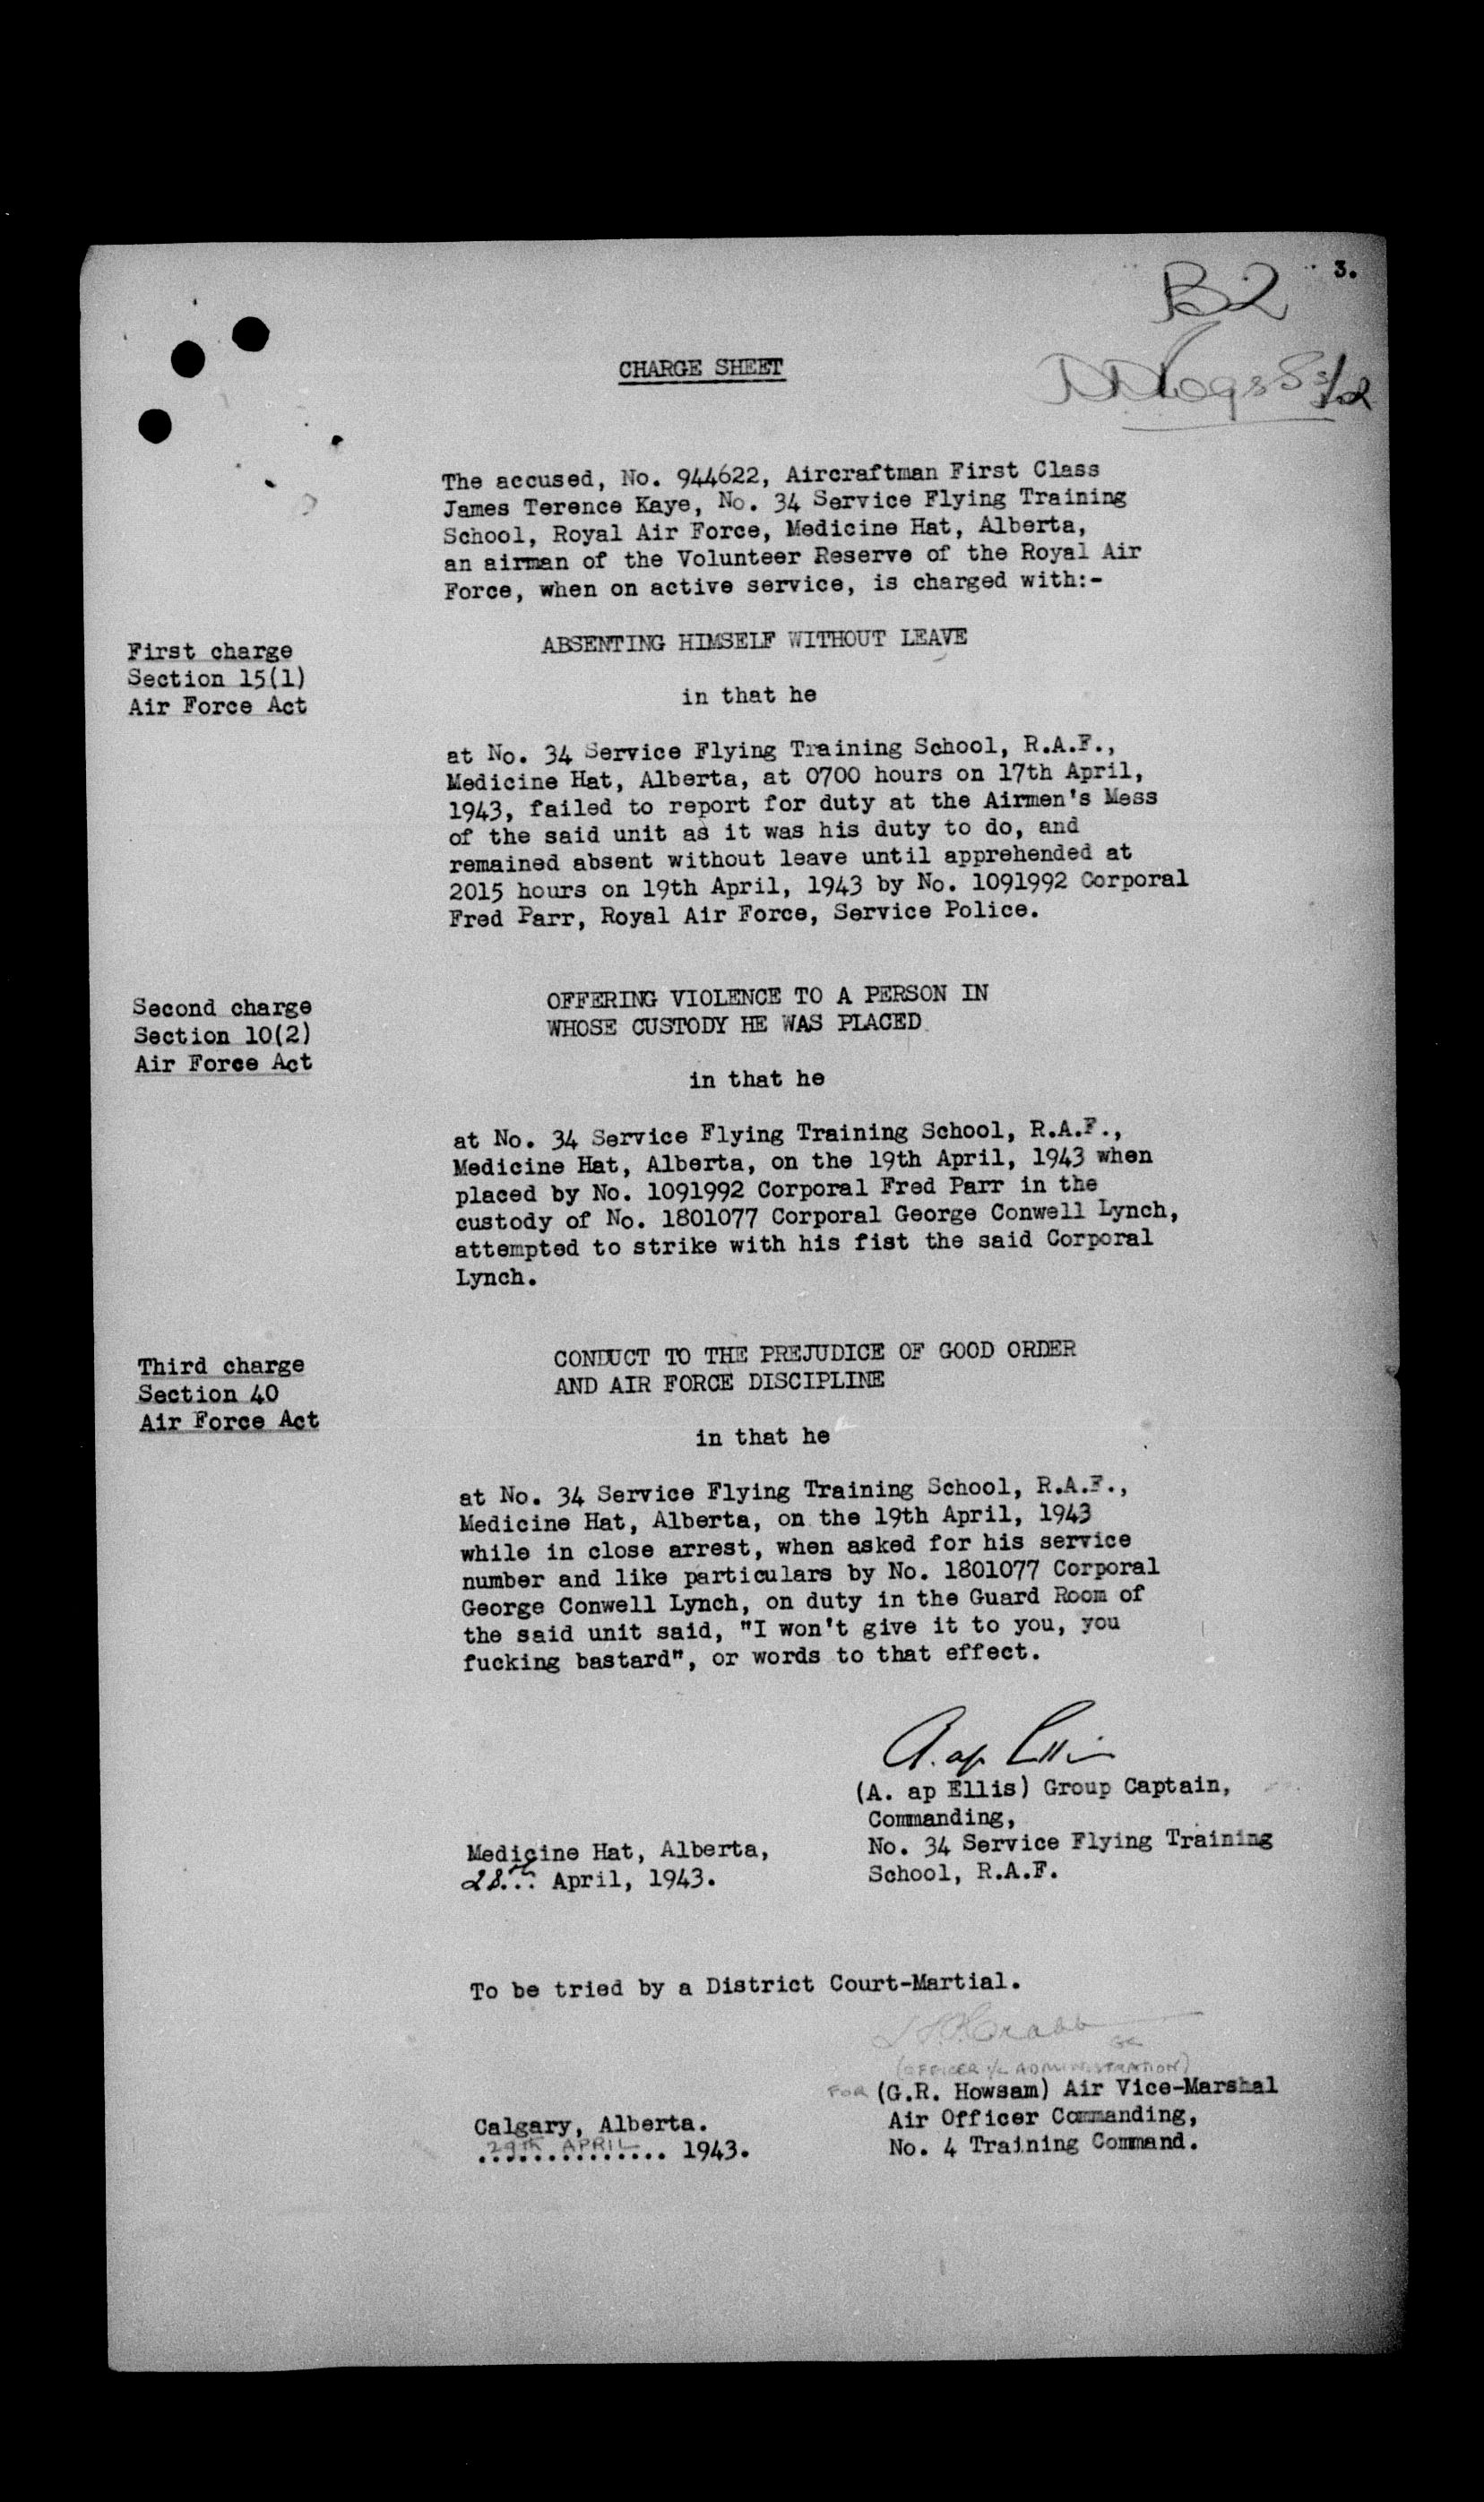 3.
B2
CHARGE SHEET
The accused, No. 944622, Aircraftman First Class
James Terence Kaye, No. 34 Service Flying Training
School, Royal Air Force, Medicine Hat, Alberta,
an airman of the Volunteer Reserve of the Royal Air
Force, when on active service, is charged with:-
First charge
Section 15(1)
Air Force Act
ABSENTING HIMSELF WITHOUT LEAVE
in that he
at No. 34 Service Flying Training School, R.A.F.,
Medicine Hat, Alberta, at 0700 hours on 17th April,
1943, failed to report for duty at the Airmen's Mess
of the said unit as it was his duty to do, and
remained absent without leave until apprehended at
2015 hours on 19th April, 1943 by No. 1091992 Corporal
Fred Parr, Royal Air Force, Service Police.
Second charge
Section 10(2)
Air Force Act
OFFERING VIOLENCE TO A PERSON IN
WHOSE CUSTODY HE WAS PLACED
in that he
at No. 34 Service Flying Training School, R.A.F.,
Medicine Hat, Alberta, on the 19th April, 1943 when
placed by No. 1091992 Corporal Fred Parr in the
custody of No. 1801077 Corporal George Conwell Lynch,
attempted to strike with his fist the said Corporal
Lynch.
Third charge
Section 40
Air Force Act
CONDUCT TO THE PREJUDICE OF GOOD ORDER
AND AIR FORCE DISCIPLINE
in that he
at No. 34 Service Flying Training School, R.A.F.,
Medicine Hat, Alberta, on the 19th April, 1943
while in close arrest, when asked for his service
number and like particulars by No. 1801077 Corporal
George Conwell Lynch, on duty in the Guard Room of
the said unit said, "I won't give it to you, you
fucking bastard", or words to that effect.
A. ap Ellis
(A. ap Ellis) Group Captain,
Commanding,
No. 34 Service Flying Training
School, R.A.F.
Medicine Hat, Alberta,
28th April, 1943.
To be tried by a District Court-Martial.
(OFFICER i/c ADMINISTRATION)
FOR (G.R. Howsam) Air Vice-Marshal
Air Officer Commanding,
No. 4 Training Command.
Calgary, Alberta.
29TH APRIL 1943.